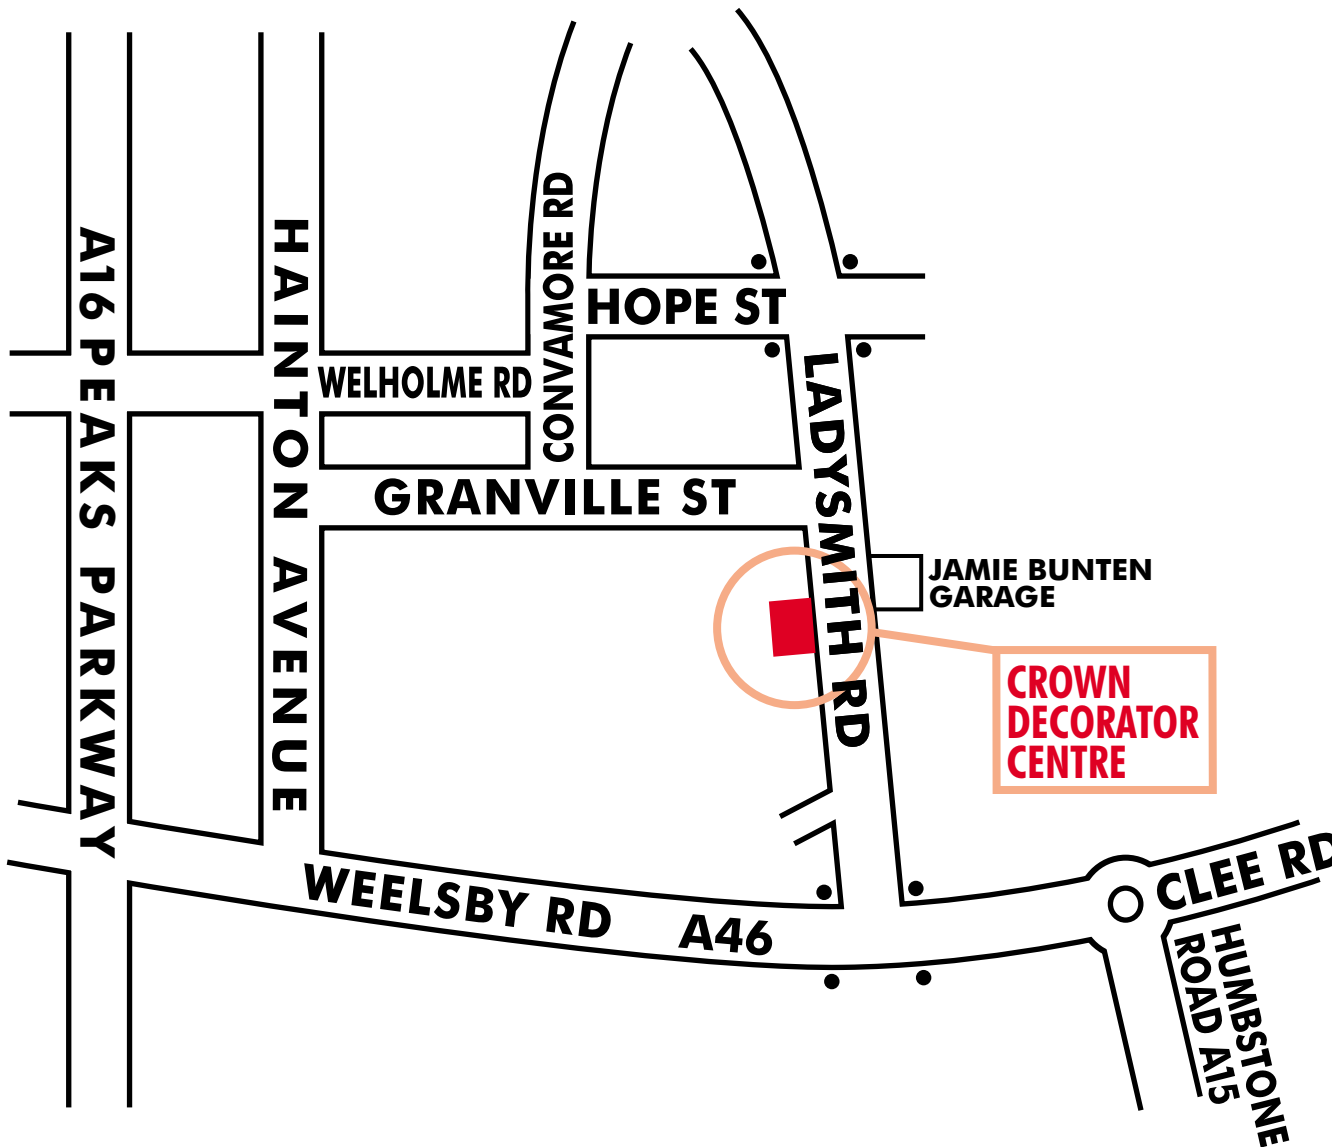 A16 PEAKS PARKWAY
HAINTON AVENUE
CONVAMORE RD
HOPE ST
WELHOLME RD
GRANVILLE ST
LADYSMITH RD
JAMIE BUNTEN
GARAGE
CROWN
DECORATOR
CENTRE
WEELSBY RD A46
CLEE RD
HUMBSTONE
ROAD A15